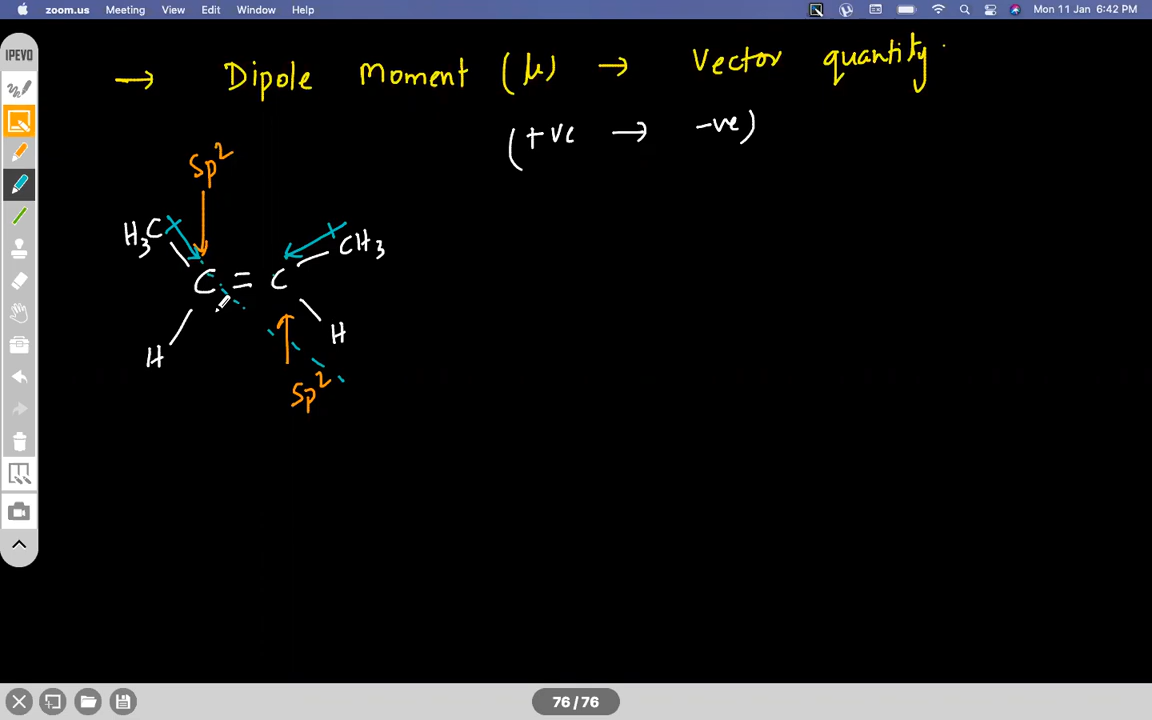 zoom.us Meeting View Edit Window Help Mon 11 Jan 6:42 PM
IPEVO
→ Dipole Moment (μ) → Vector quantity
(+ve → -ve)
Sp²
H₃C CH₃
C = C
H H
Sp²
76 / 76